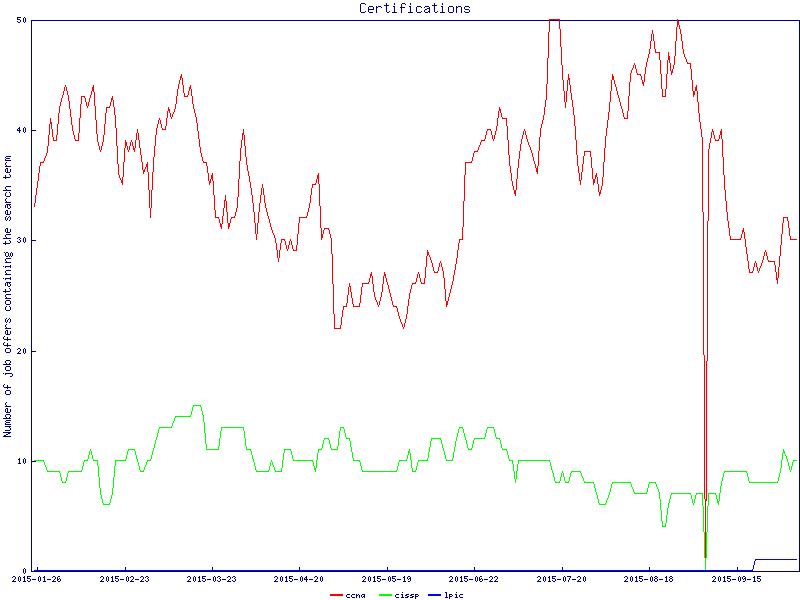 Certifications
Number of job offers containing the search term
50
40
30
20
10
0
2015-01-26 2015-02-23 2015-03-23 2015-04-20 2015-05-19 2015-06-22 2015-07-20 2015-08-18 2015-09-15
ccna cissp lpic